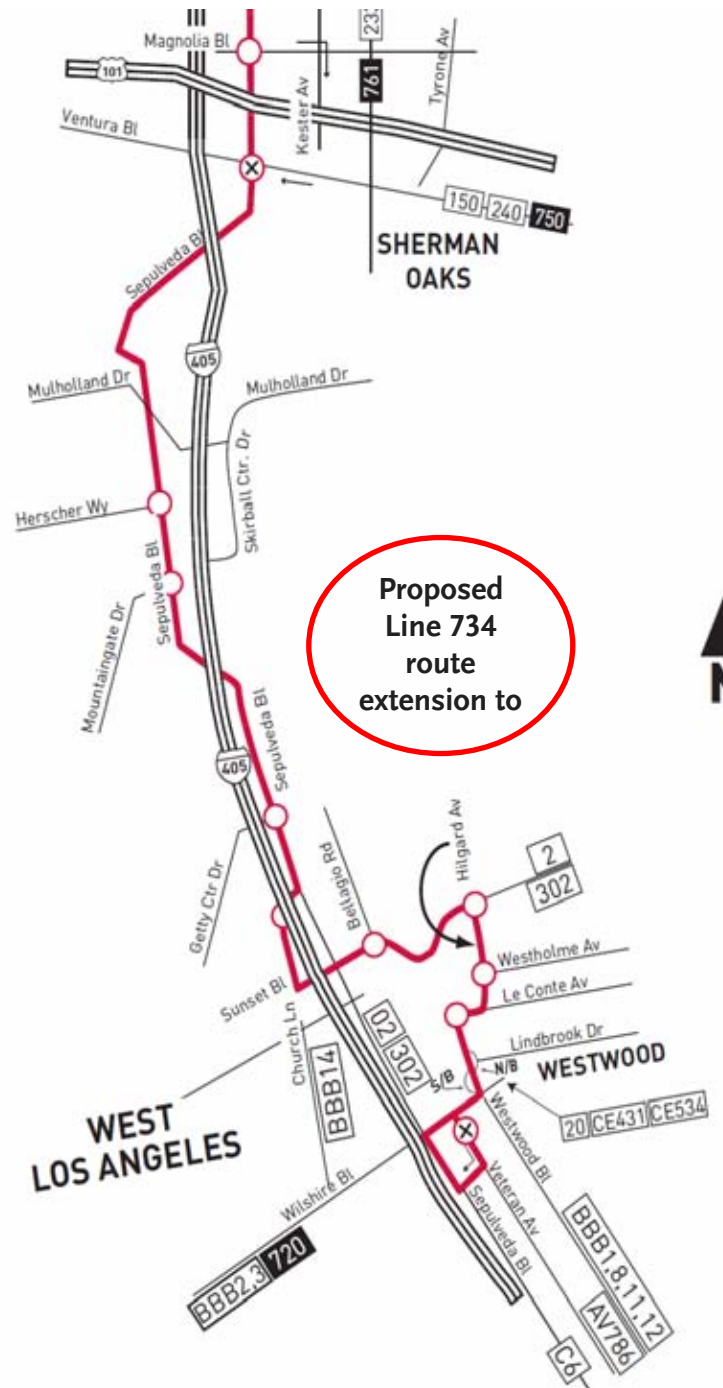 Magnolia Bl
101
Kester Av
761
Tyrone Av
Ventura Bl
150
240
750
SHERMAN
OAKS
Sepulveda Bl
405
Mulholland Dr
Mulholland Dr
Skirball Ctr. Dr
Herscher Wy
Sepulveda Bl
Mountaingate Dr
Proposed
Line 734
route
extension to
Sepulveda Bl
405
Getty Ctr Dr
Bellagio Rd
Hilgard Av
2
302
Westholme Av
Le Conte Av
Sunset Bl
Church Ln
BBB14
02
302
Lindbrook Dr
S/B
N/B
WESTWOOD
20
CE431
CE534
WEST
LOS ANGELES
Wilshire Bl
BBB2,3
720
Westwood Bl
Veteran Av
Sepulveda Bl
BBB1,8,11,12
AV786
C6